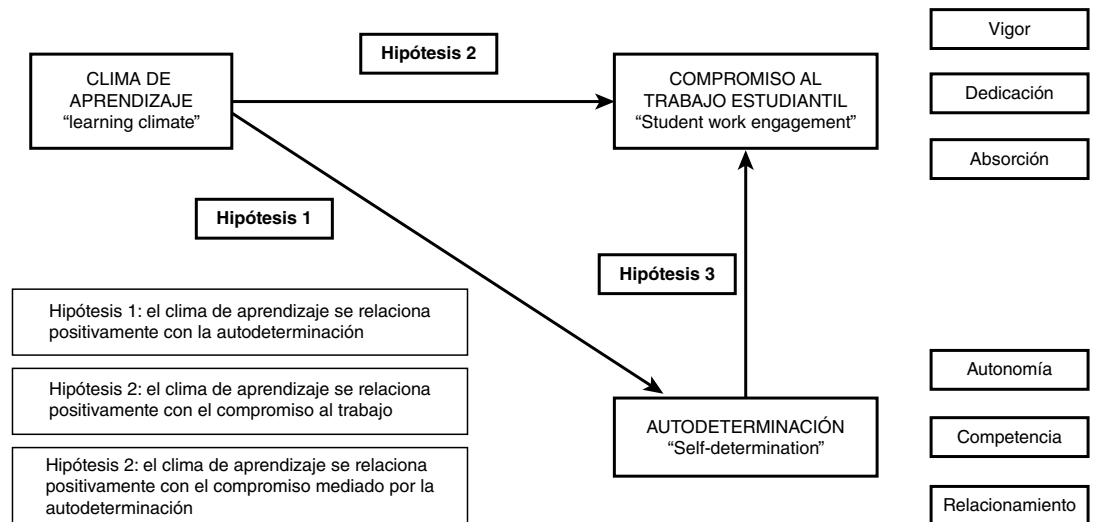 Hipótesis 2
CLIMA DE
APRENDIZAJE
“learning climate”
COMPROMISO AL
TRABAJO ESTUDIANTIL
“Student work engagement”
Vigor
Dedicación
Absorción
Hipótesis 1
Hipótesis 3
Hipótesis 1: el clima de aprendizaje se relaciona
positivamente con la autodeterminación
Hipótesis 2: el clima de aprendizaje se relaciona
positivamente con el compromiso al trabajo
Hipótesis 2: el clima de aprendizaje se relaciona
positivamente con el compromiso mediado por la
autodeterminación
AUTODETERMINACIÓN
“Self-determination”
Autonomía
Competencia
Relacionamiento